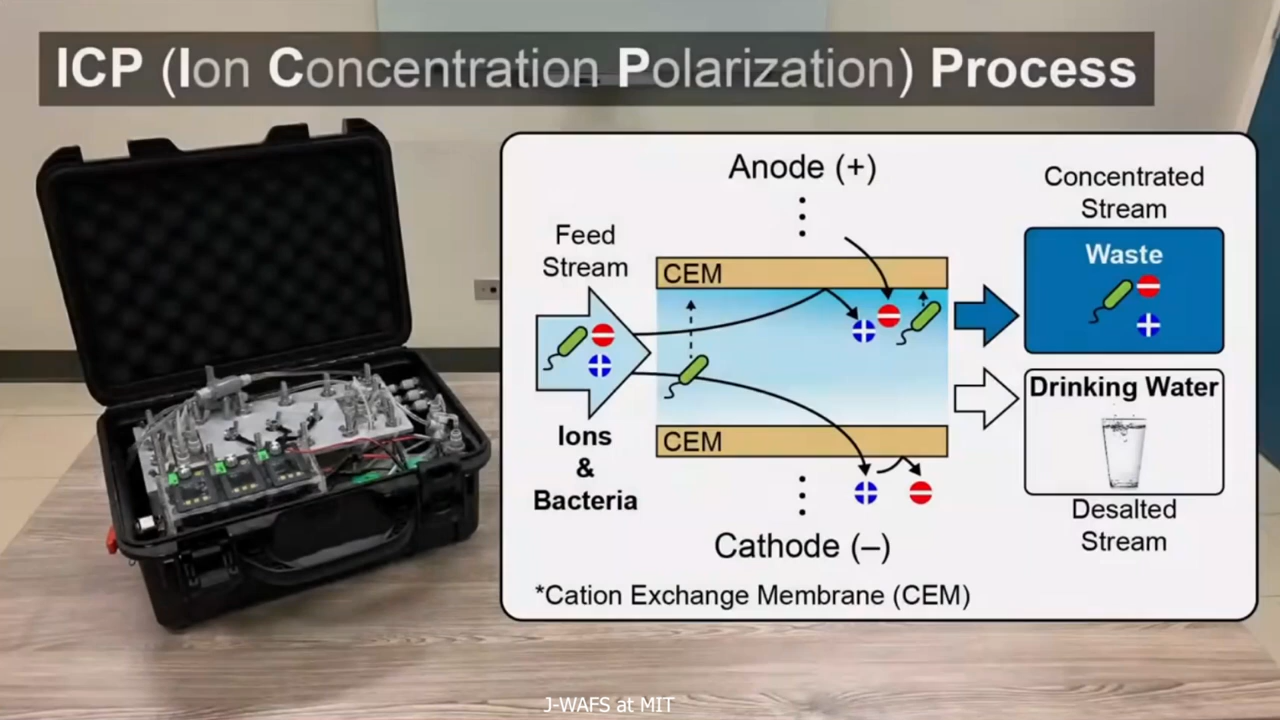 ICP (Ion Concentration Polarization) Process
Anode (+)
Feed
Stream
CEM
Ions
&
Bacteria
CEM
Cathode (–)
*Cation Exchange Membrane (CEM)
Concentrated
Stream
Waste
Drinking Water
Desalted
Stream
J-WAFS at MIT